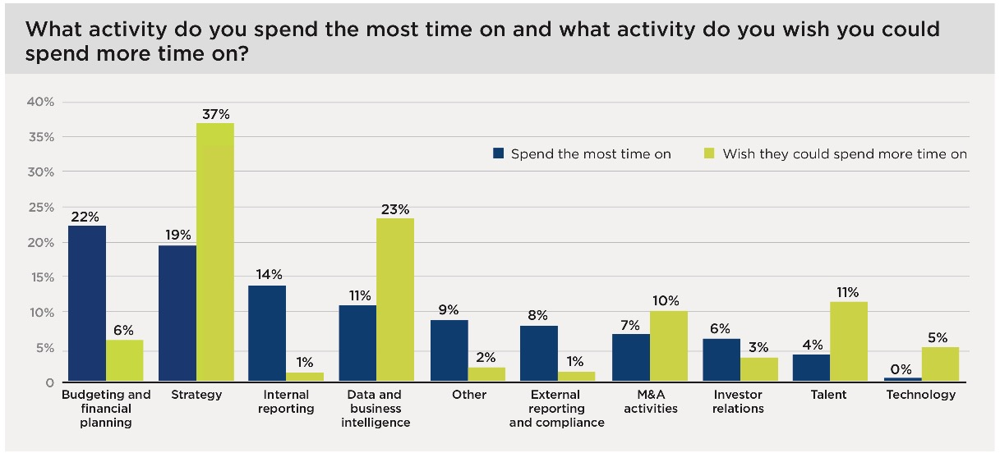 What activity do you spend the most time on and what activity do you wish you could
spend more time on?
40%
35%
30%
25%
20%
15%
10%
5%
0
Spend the most time on
Wish they could spend more time on
22%
6%
19%
37%
14%
1%
11%
23%
9%
2%
8%
1%
7%
10%
6%
3%
4%
11%
0%
5%
Budgeting and
financial
planning
Strategy
Internal
reporting
Data and
business
intelligence
Other
External
reporting
and compliance
M&A
activities
Investor
relations
Talent
Technology